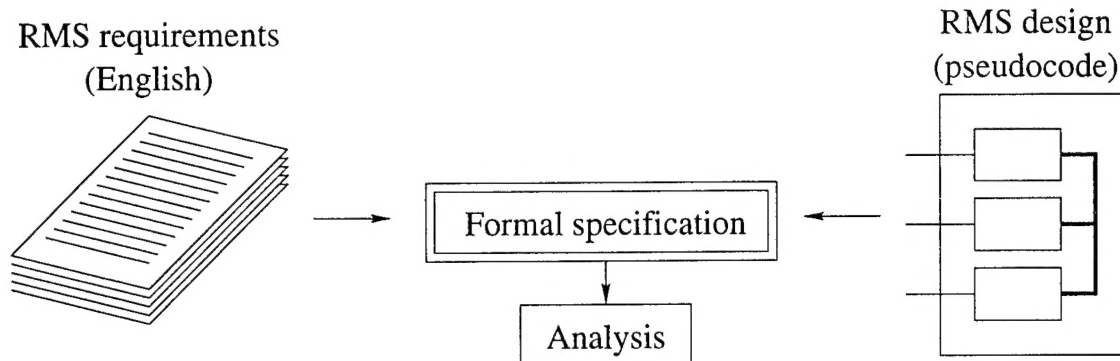 RMS requirements
(English)
RMS design
(pseudocode)
Formal specification
Analysis